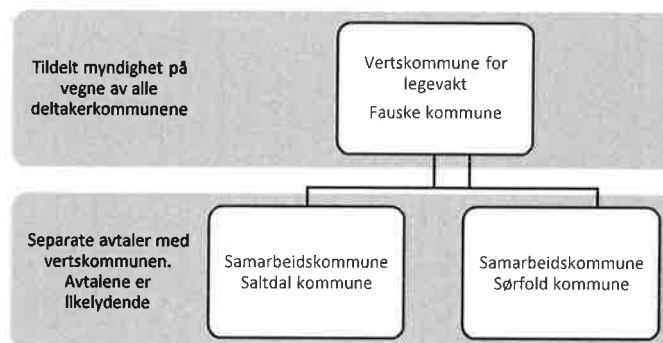 Tildelt myndighet på
vegne av alle
deltakerkommunene
Vertskommune for
legevakt
Fauske kommune
Separate avtaler med
vertskommunen.
Avtalene er
likelydende
Samarbeidskommune
Saltdal kommune
Samarbeidskommune
Sørfold kommune